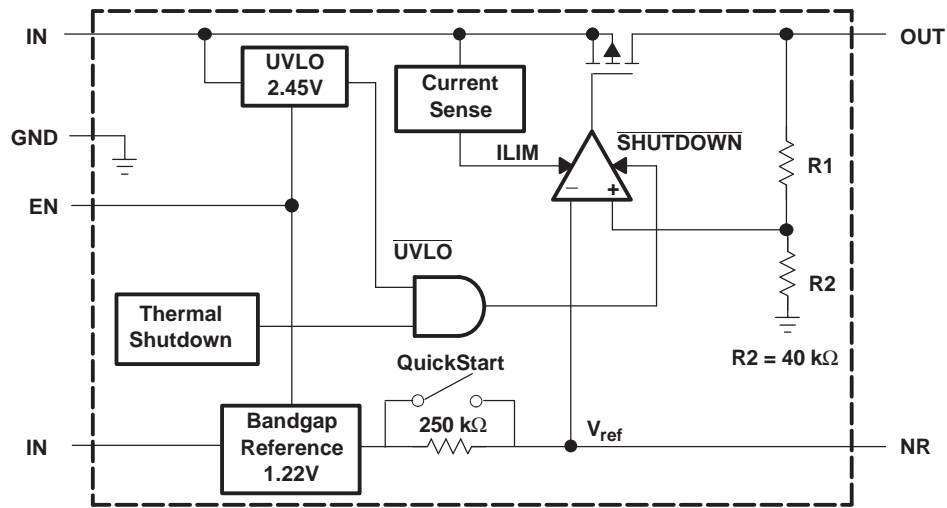 IN
OUT
UVLO
2.45V
Current
Sense
GND
ILIM
SHUTDOWN
R1
− +
EN
UVLO
R2
Thermal
Shutdown
R2 = 40 kΩ
QuickStart
250 kΩ
Bandgap
Reference
1.22V
Vref
IN
NR